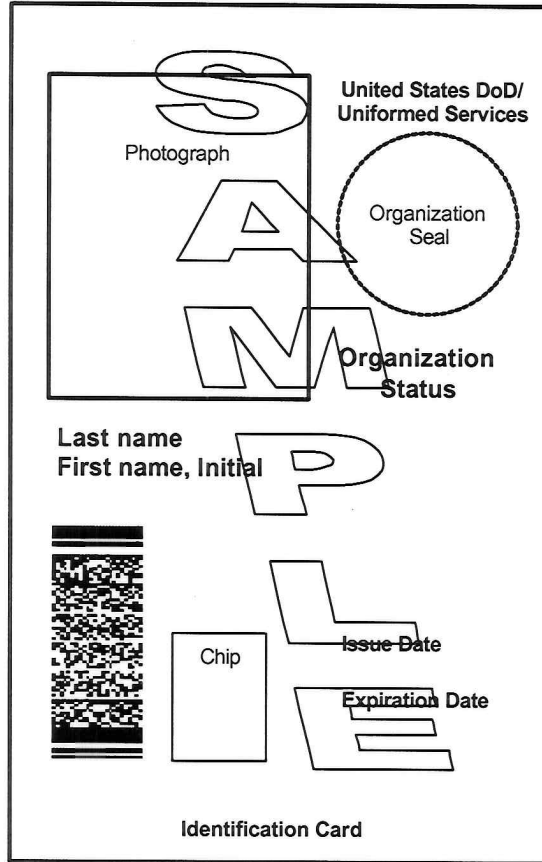 United States DoD/
Uniformed Services
Photograph
Organization
Seal
Organization
Status
Last name
First name, Initial
Chip
Issue Date
Expiration Date
Identification Card
SAMPLE